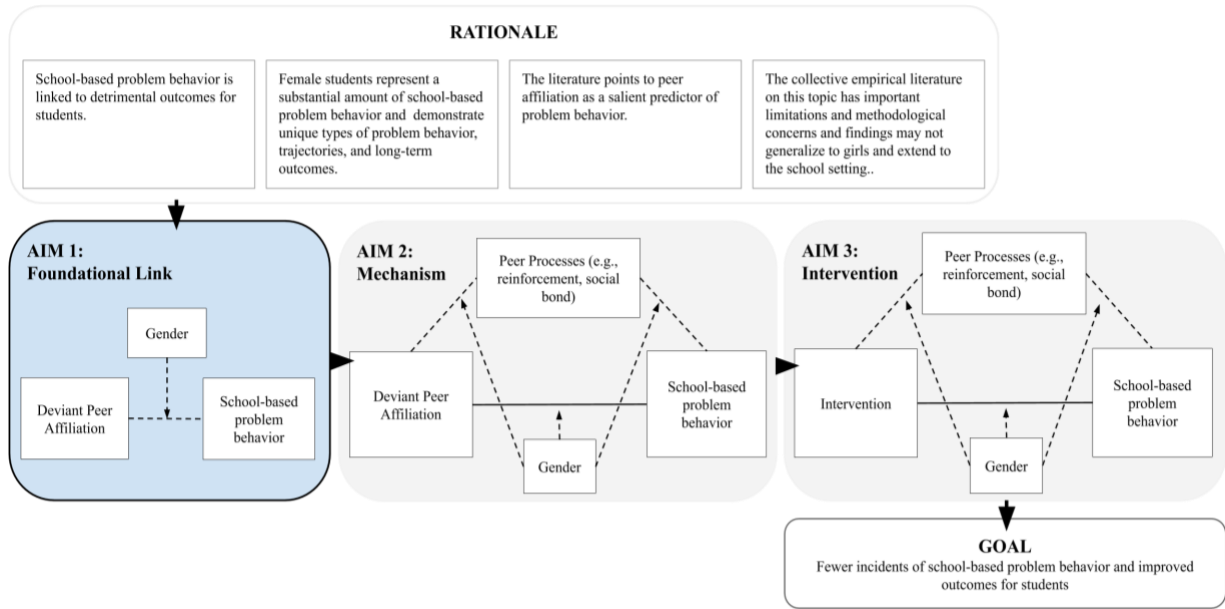 RATIONALE
School-based problem behavior is
linked to detrimental outcomes for
students.
Female students represent a
substantial amount of school-based
problem behavior and demonstrate
unique types of problem behavior,
trajectories, and long-term
outcomes.
The literature points to peer
affiliation as a salient predictor of
problem behavior.
The collective empirical literature
on this topic has important
limitations and methodological
concerns and findings may not
generalize to girls and extend to
the school setting..
AIM 1:
Foundational Link
Gender
Deviant Peer
Affiliation
School-based
problem
behavior
AIM 2:
Mechanism
Peer Processes (e.g.,
reinforcement, social
bond)
Deviant Peer
Affiliation
School-based
problem
behavior
Gender
AIM 3:
Intervention
Peer Processes (e.g.,
reinforcement, social
bond)
Intervention
School-based
problem
behavior
Gender
GOAL
Fewer incidents of school-based problem behavior and improved
outcomes for students